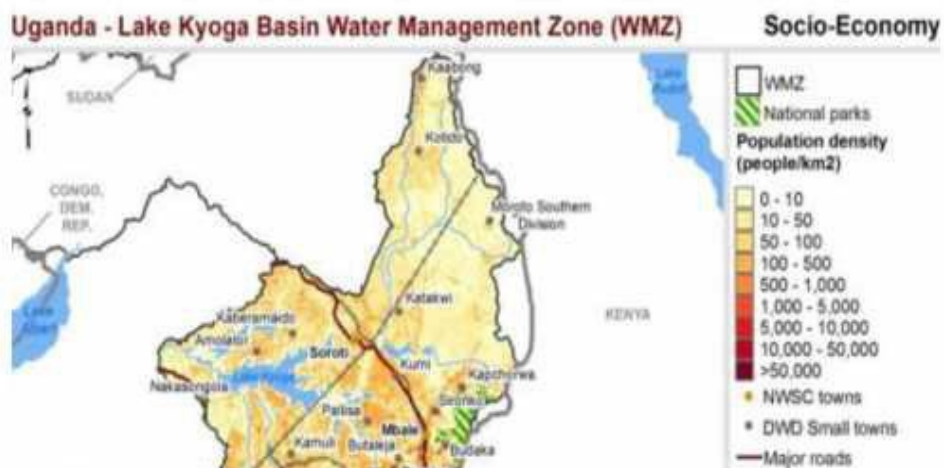 Uganda - Lake Kyoga Basin Water Management Zone (WMZ)
Socio-Economy
Kaabong
SUDAN
Kotido
CONGO,
DEM.
REP.
Moroto Southern
Division
Katakwi
KENYA
Kaberamaido
Amolatar
Soroti
Kumi
Kapchorwa
Nakasongola
Lake Kyoga
Pallisa
Sironko
Mbale
Kamuli
Butaleja
Budaka
Lake
Albert
Lake
WMZ
National parks
Population density
(people/km2)
0 - 10
10 - 50
50 - 100
100 - 500
500 - 1,000
1,000 - 5,000
5,000 - 10,000
10,000 - 50,000
>50,000
NWSC towns
DWD Small towns
Major roads